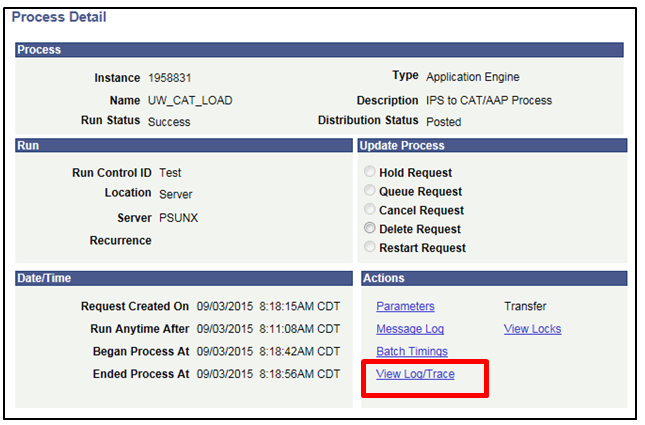 Process Detail
Process
Instance 1958831 Type Application Engine
Name UW_CAT_LOAD Description IPS to CAT/AAP Process
Run Status Success Distribution Status Posted
Run
Run Control ID Test
Location Server
Server PSUNX
Recurrence
Update Process
Hold Request
Queue Request
Cancel Request
Delete Request
Restart Request
Date/Time
Request Created On 09/03/2015 8:18:15AM CDT
Run Anytime After 09/03/2015 8:11:08AM CDT
Began Process At 09/03/2015 8:18:42AM CDT
Ended Process At 09/03/2015 8:18:56AM CDT
Actions
Parameters Transfer
Message Log View Locks
Batch Timings
View Log/Trace